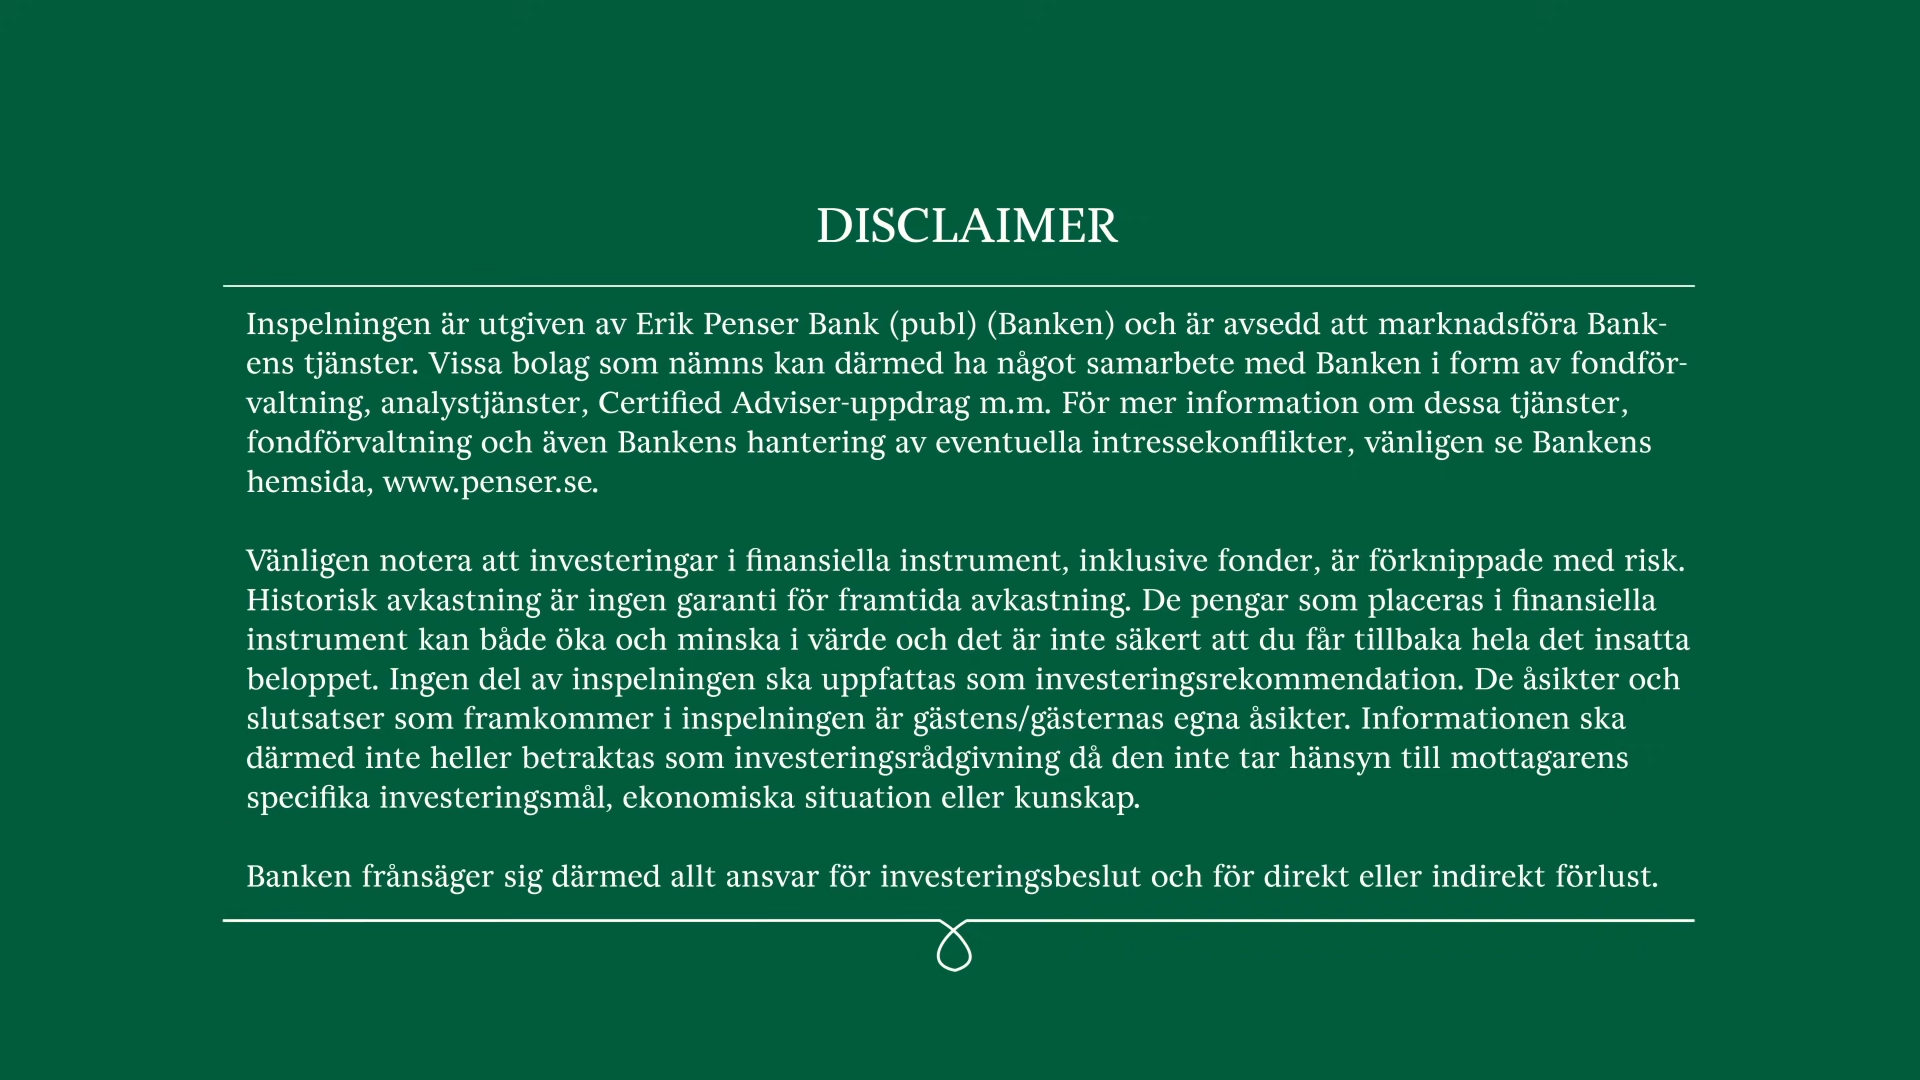 DISCLAIMER
Inspelningen är utgiven av Erik Penser Bank (publ) (Banken) och är avsedd att marknadsföra Bank-
ens tjänster. Vissa bolag som nämns kan därmed ha något samarbete med Banken i form av fondför-
valtning, analystjänster, Certified Adviser-uppdrag m.m. För mer information om dessa tjänster,
fondförvaltning och även Bankens hantering av eventuella intressekonflikter, vänligen se Bankens
hemsida, www.penser.se.
Vänligen notera att investeringar i finansiella instrument, inklusive fonder, är förknippade med risk.
Historisk avkastning är ingen garanti för framtida avkastning. De pengar som placeras i finansiella
instrument kan både öka och minska i värde och det är inte säkert att du får tillbaka hela det insatta
beloppet. Ingen del av inspelningen ska uppfattas som investeringsrekommendation. De åsikter och
slutsatser som framkommer i inspelningen är gästens/gästernas egna åsikter. Informationen ska
därmed inte heller betraktas som investeringsrådgivning då den inte tar hänsyn till mottagarens
specifika investeringsmål, ekonomiska situation eller kunskap.
Banken frånsäger sig därmed allt ansvar för investeringsbeslut och för direkt eller indirekt förlust.